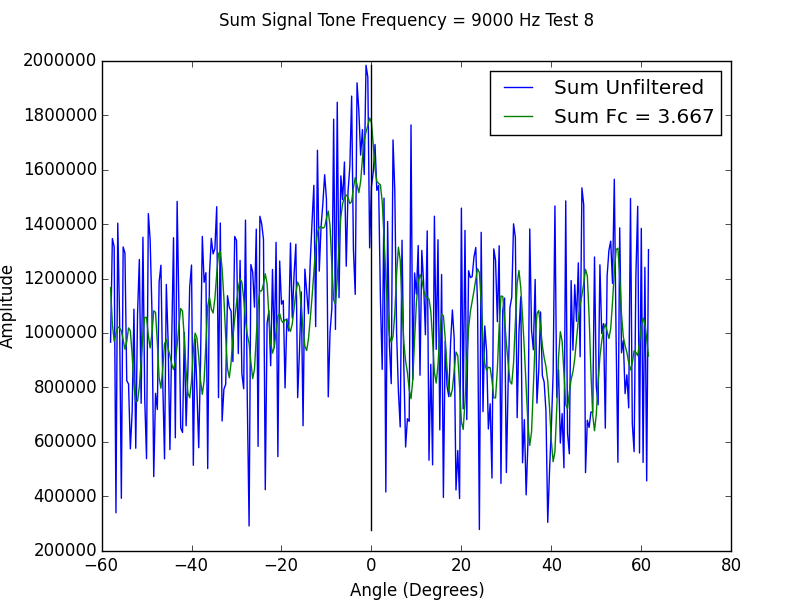 Sum Signal Tone Frequency = 9000 Hz Test 8
2000000
1800000
1600000
1400000
1200000
1000000
800000
600000
400000
200000
Amplitude
Sum Unfiltered
Sum Fc = 3.667
−60 −40 −20 0 20 40 60 80
Angle (Degrees)